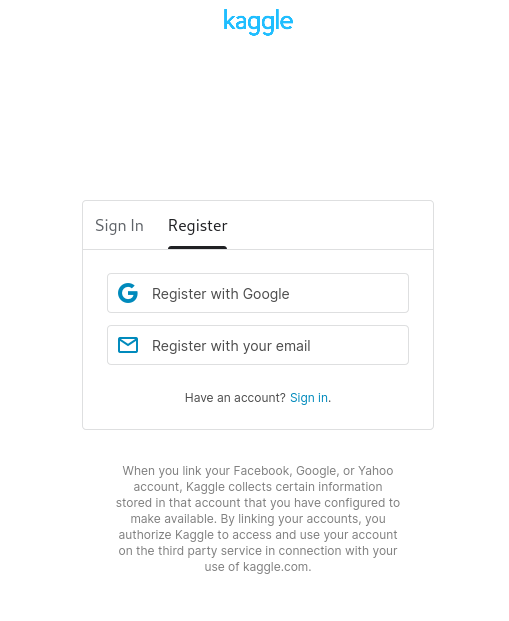 kaggle
Sign In Register
Register with Google
Register with your email
Have an account? Sign in.
When you link your Facebook, Google, or Yahoo
account, Kaggle collects certain information
stored in that account that you have configured to
make available. By linking your accounts, you
authorize Kaggle to access and use your account
on the third party service in connection with your
use of kaggle.com.